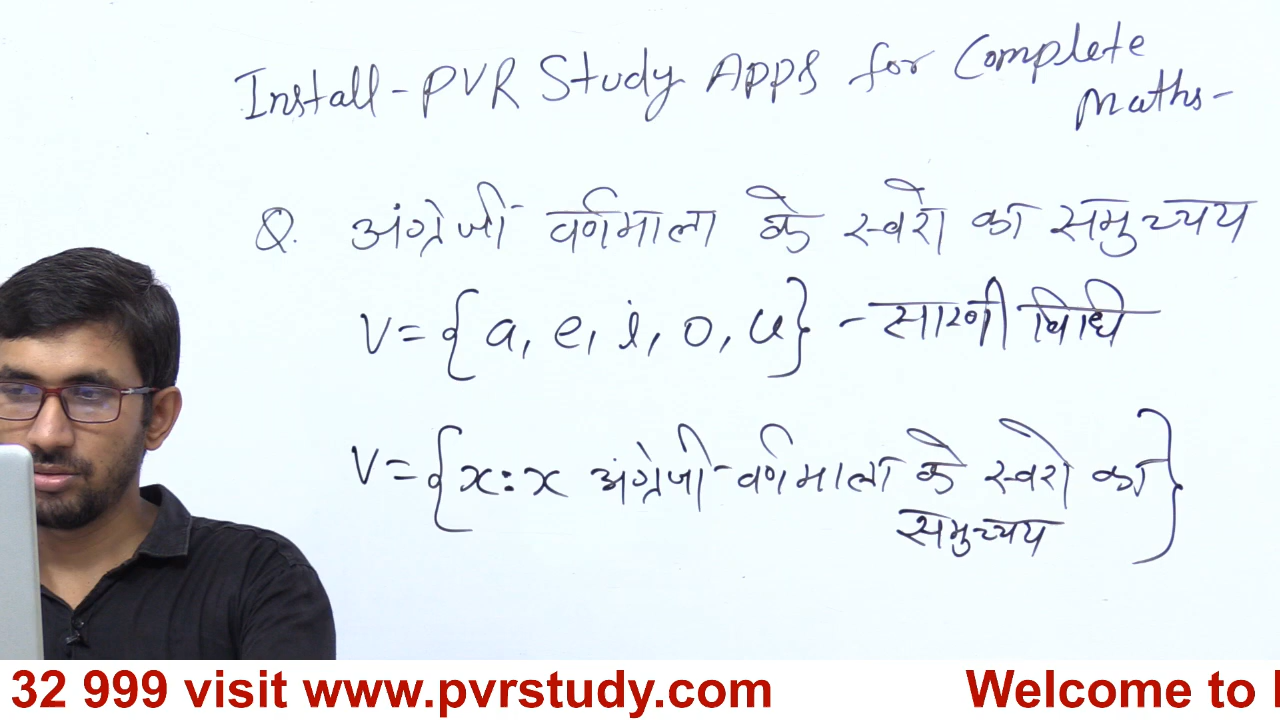 Install - PVR Study Apps for Complete
Maths -
Q. अंग्रेजी वर्णमाला के स्वरो का समुच्चय
V = { a, e, i, o, u } - सारणी विधि
V = { x : x अंग्रेजी वर्णमाला के स्वरो का
समुच्चय }
32 999 visit www.pvrstudy.com Welcome to